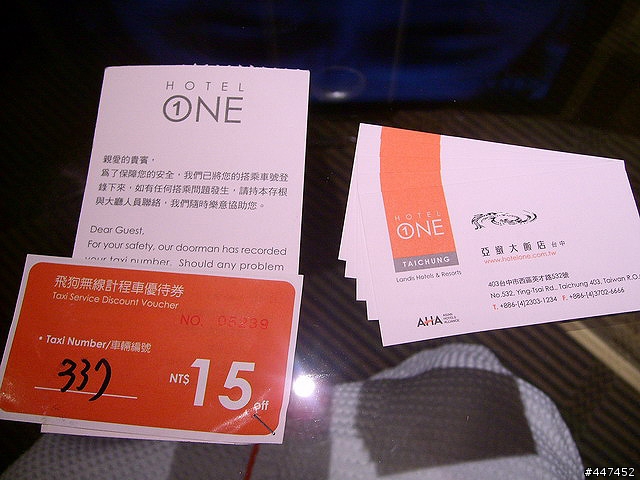 HOTEL
ONE
親愛的貴賓，
為了保障您的安全，我們已將您的搭乘車號登
錄下來，如有任何搭乘問題發生，請持本存根
與大廳人員聯絡，我們隨時樂意協助您。
Dear Guest,
For your safety, our doorman has recorded
your taxi number. Should any problem
飛狗無線計程車優待券
Taxi Service Discount Voucher
NO. 05239
• Taxi Number/車輛編號
337
NT$ 15 off
HOTEL
ONE
TAICHUNG
Landis Hotels & Resorts
亞緻大飯店 台中
www.hotelone.com.tw
403台中市西區英才路532號
No.532, Ying-Tsai Rd., Taichung 403, Taiwan R.O.
T. +886-(4)2303-1234 F. +886-(4)3702-6666
AHA ASIAN HOTELS ALLIANCE
#447452